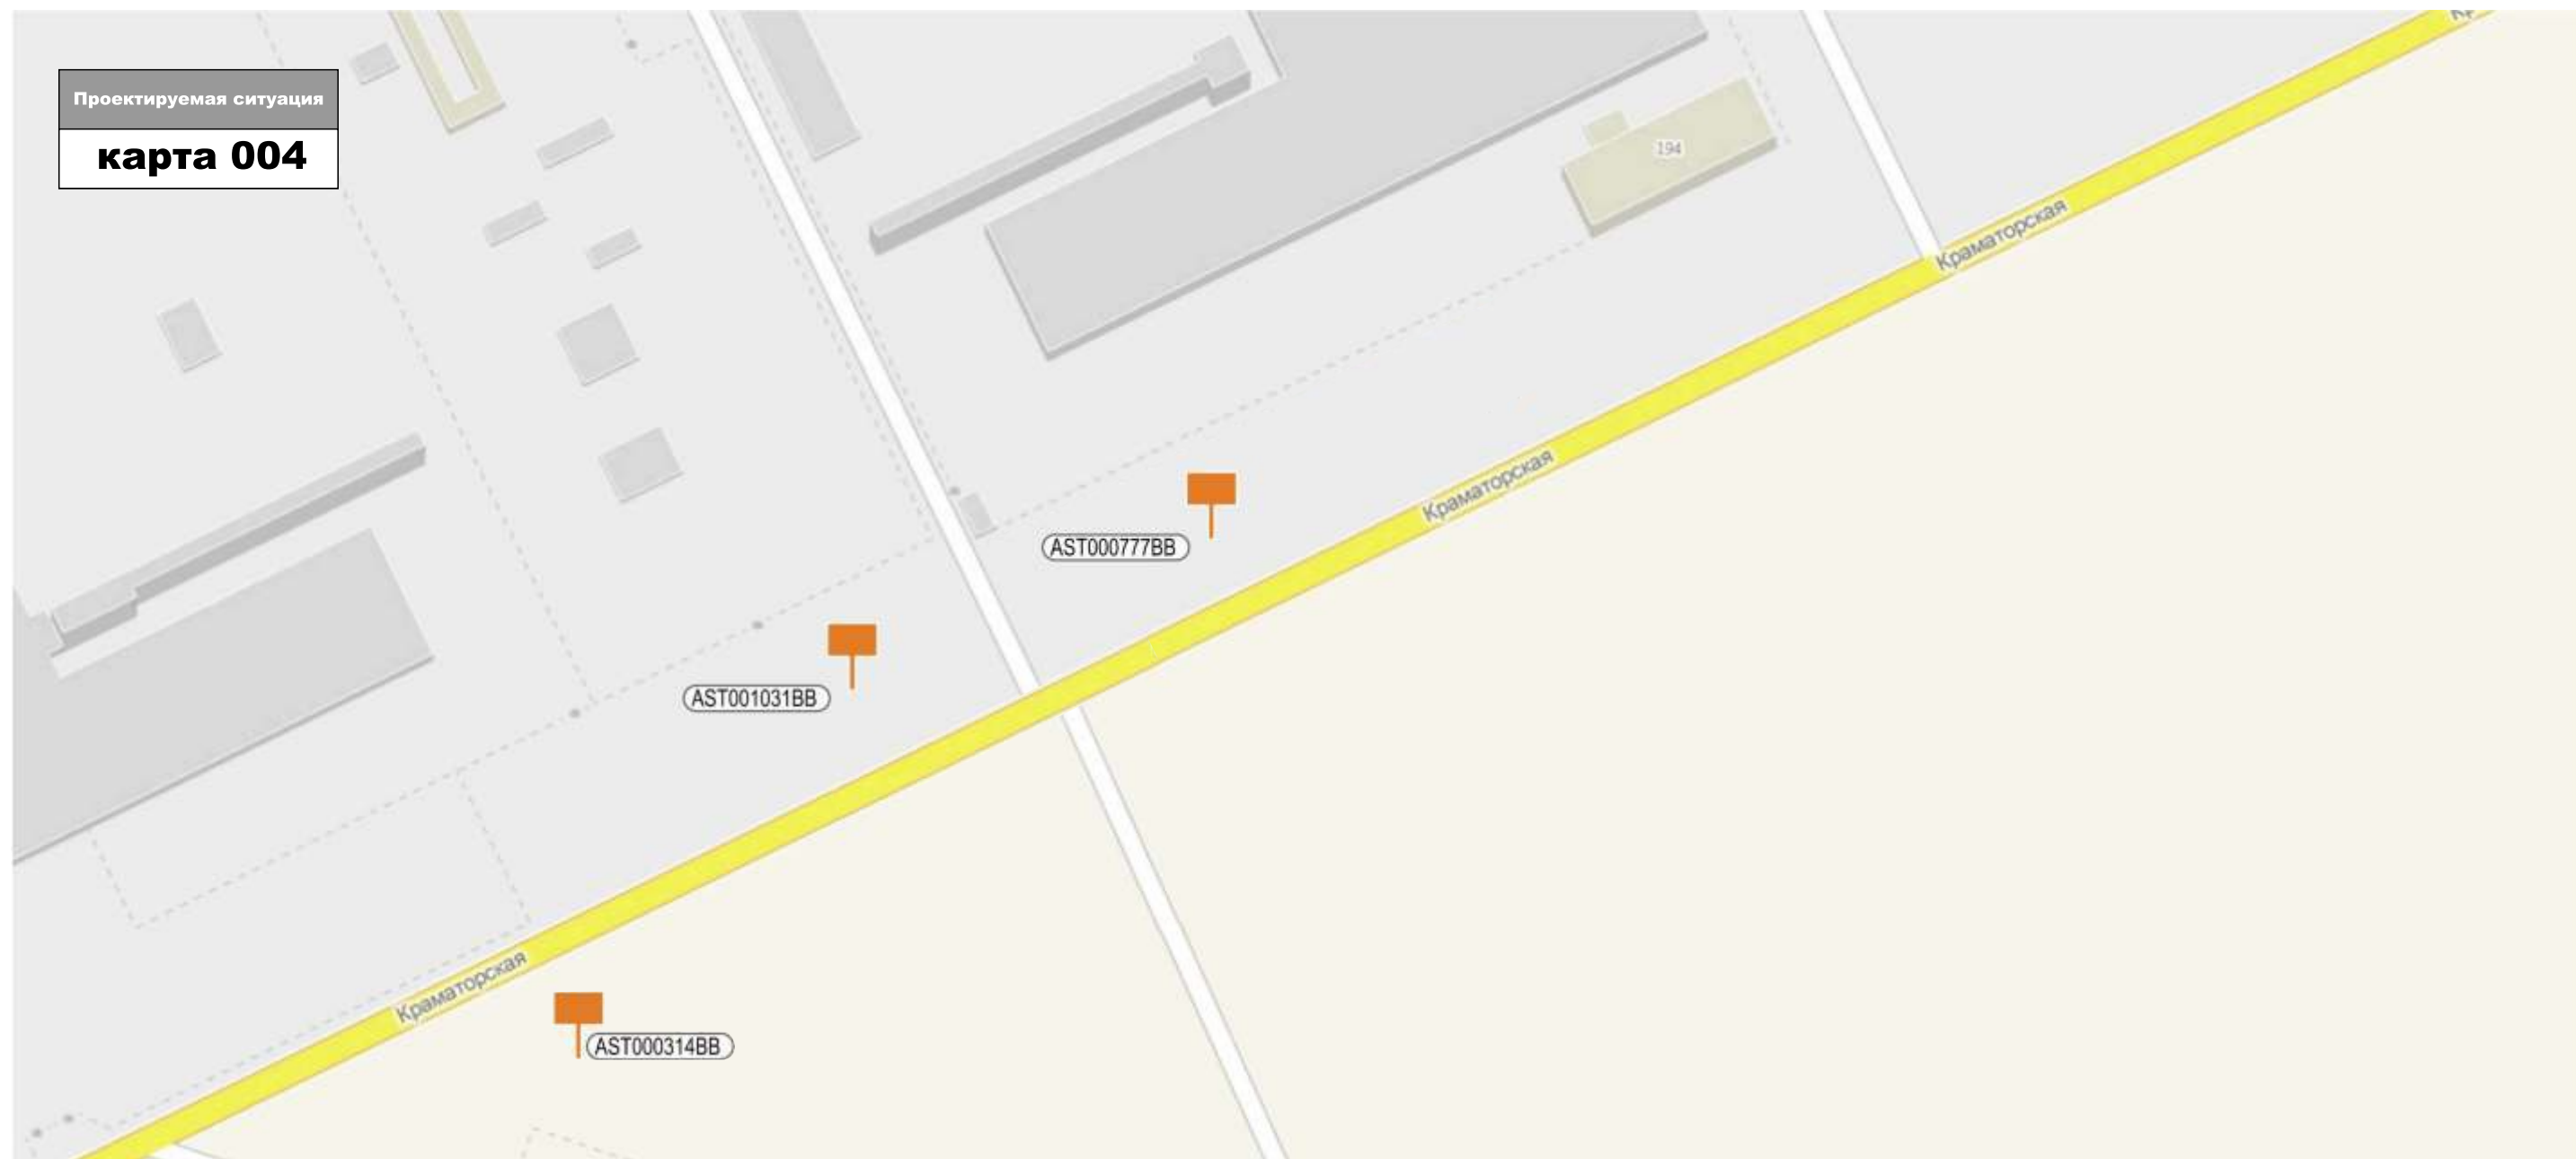 Проектируемая ситуация
карта 004
194
Краматорская
Краматорская
AST000777BB
AST001031BB
Краматорская
AST000314BB